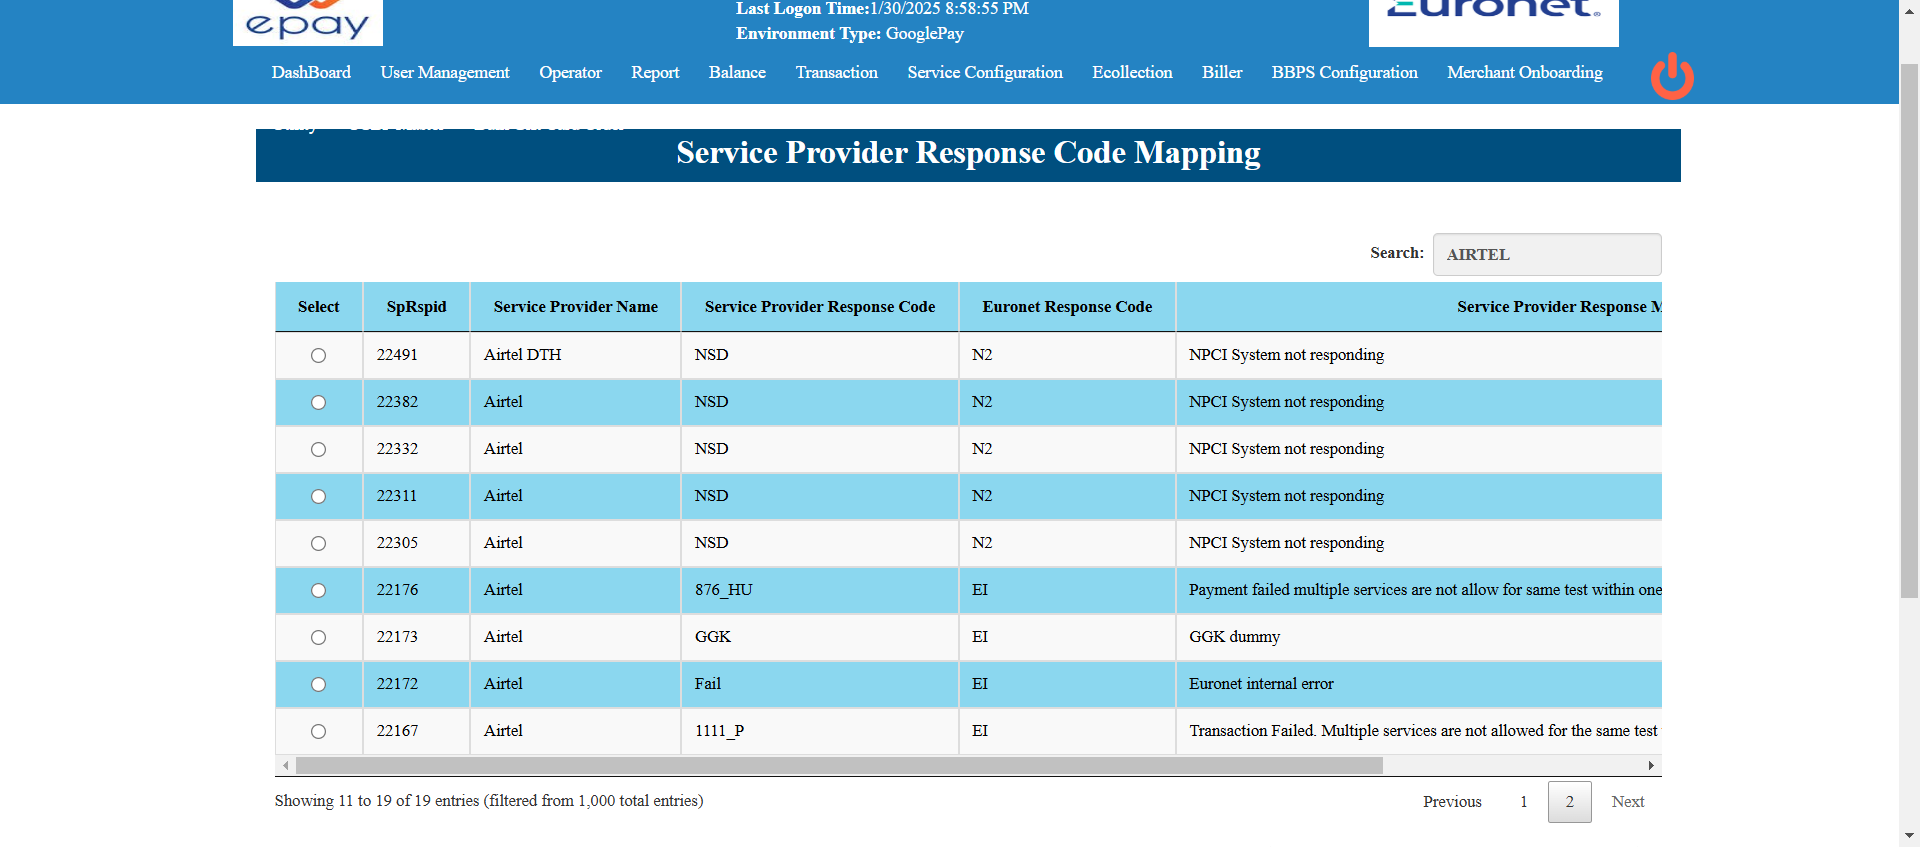 epay
Last Logon Time:1/30/2025 8:58:55 PM
Euronet
Environment Type: GooglePay
DashBoard User Management Operator Report Balance Transaction Service Configuration Ecollection Biller BBPS Configuration Merchant Onboarding
Service Provider Response Code Mapping
Search: AIRTEL
Select SpRspid Service Provider Name Service Provider Response Code Euronet Response Code Service Provider Response M
22491 Airtel DTH NSD N2 NPCI System not responding
22382 Airtel NSD N2 NPCI System not responding
22332 Airtel NSD N2 NPCI System not responding
22311 Airtel NSD N2 NPCI System not responding
22305 Airtel NSD N2 NPCI System not responding
22176 Airtel 876_HU EI Payment failed multiple services are not allow for same test within one
22173 Airtel GGK EI GGK dummy
22172 Airtel Fail EI Euronet internal error
22167 Airtel 1111_P EI Transaction Failed. Multiple services are not allowed for the same test
Showing 11 to 19 of 19 entries (filtered from 1,000 total entries)
Previous 1 2 Next